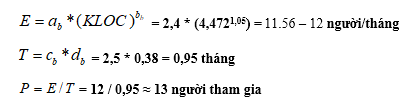 E = a_b * (KLOC)^{b_b} = 2,4 * (4,472^{1,05}) = 11.56 – 12 người/tháng
T = c_b * d_b = 2,5 * 0,38 = 0,95 tháng
P = E / T = 12 / 0,95 ≈ 13 người tham gia